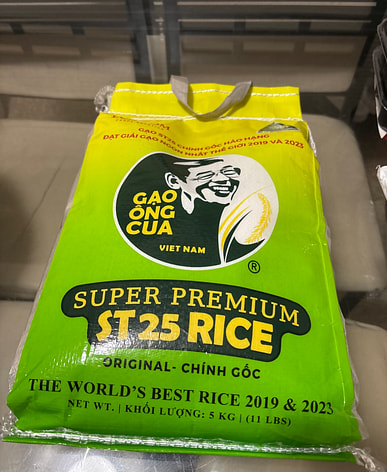 GẠO ST25 CHÍNH GỐC HẢO HẠNG
ĐẠT GIẢI GẠO NGON NHẤT THẾ GIỚI 2019 VÀ 2023
GẠO
ÔNG
CUA
VIỆT NAM
®
SUPER PREMIUM
ST 25 RICE
ORIGINAL- CHÍNH GỐC
THE WORLD'S BEST RICE 2019 & 2023
NET WT. | KHỐI LƯỢNG: 5 KG | (11 LBS)